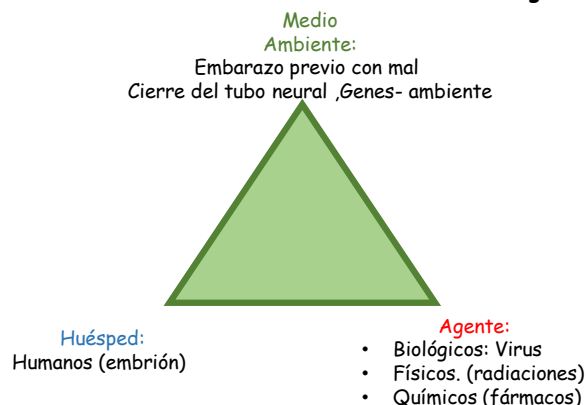 Medio
Ambiente:
Embarazo previo con mal
Cierre del tubo neural ,Genes- ambiente
Huésped:
Humanos (embrión)
Agente:
• Biológicos: Virus
• Físicos. (radiaciones)
• Químicos (fármacos)